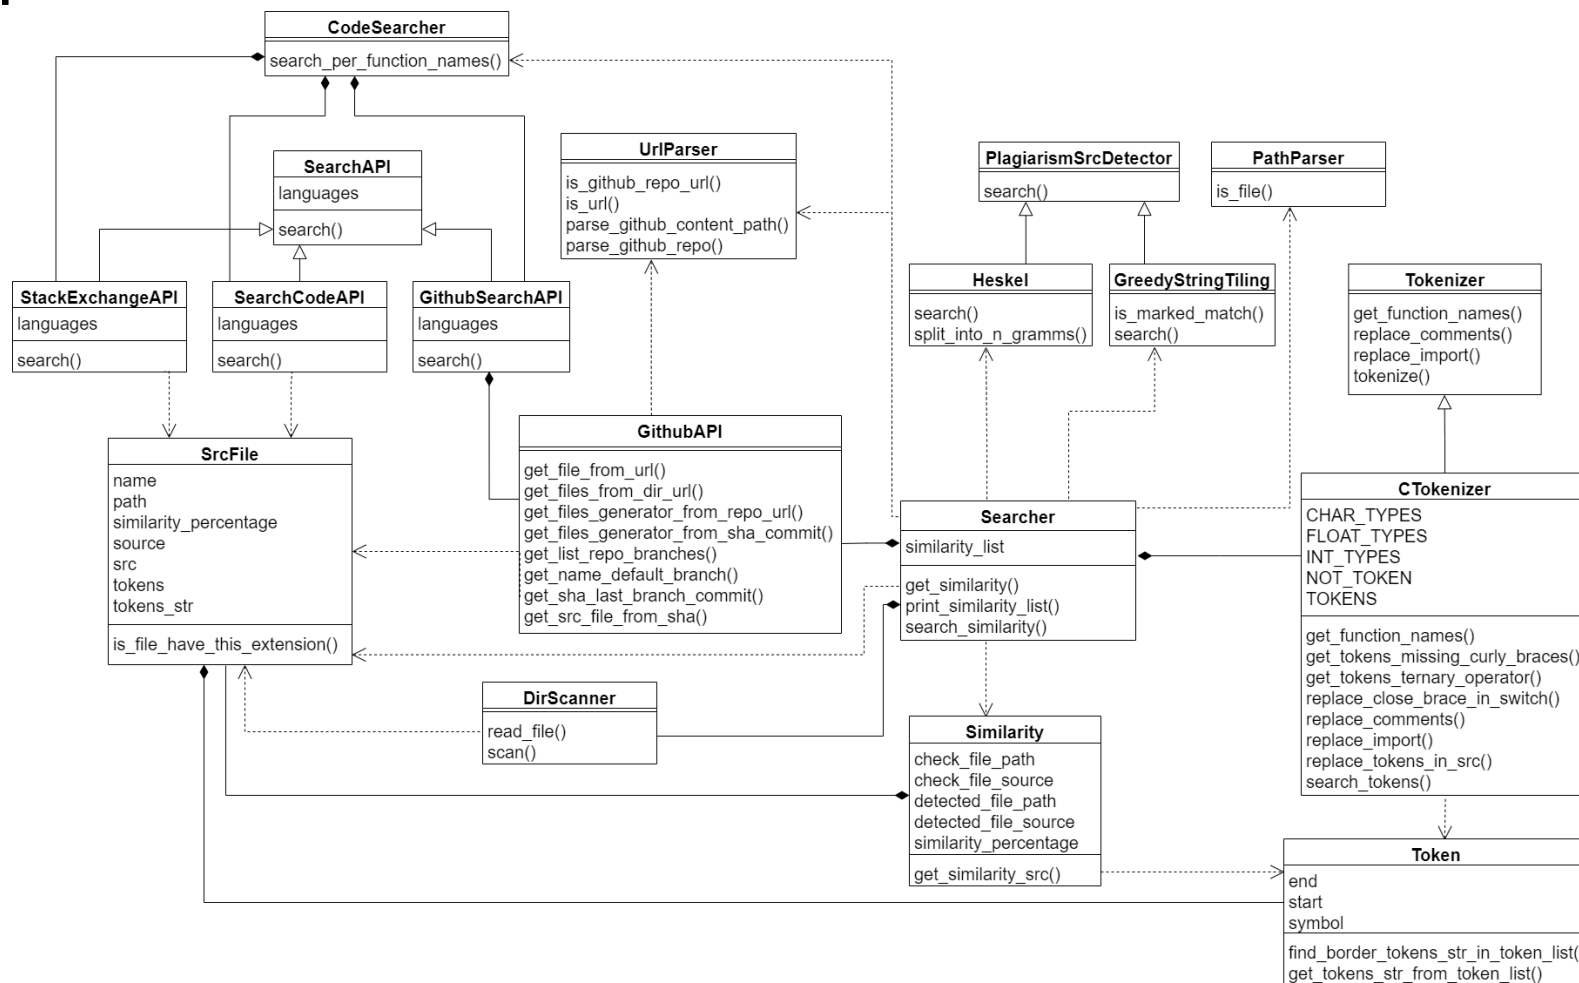 CodeSearcher
search_per_function_names()
SearchAPI
languages
search()
UrlParser
is_github_repo_url()
is_url()
parse_github_content_path()
parse_github_repo()
PlagiarismSrcDetector
search()
PathParser
is_file()
StackExchangeAPI
languages
search()
SearchCodeAPI
languages
search()
GithubSearchAPI
languages
search()
Heskel
search()
split_into_n_gramms()
GreedyStringTiling
is_marked_match()
search()
Tokenizer
get_function_names()
replace_comments()
replace_import()
tokenize()
SrcFile
name
path
similarity_percentage
source
src
tokens
tokens_str
is_file_have_this_extension()
GithubAPI
get_file_from_url()
get_files_from_dir_url()
get_files_generator_from_repo_url()
get_files_generator_from_sha_commit()
get_list_repo_branches()
get_name_default_branch()
get_sha_last_branch_commit()
get_src_file_from_sha()
Searcher
similarity_list
get_similarity()
print_similarity_list()
search_similarity()
CTokenizer
CHAR_TYPES
FLOAT_TYPES
INT_TYPES
NOT_TOKEN
TOKENS
get_function_names()
get_tokens_missing_curly_braces()
get_tokens_ternary_operator()
replace_close_brace_in_switch()
replace_comments()
replace_import()
replace_tokens_in_src()
search_tokens()
DirScanner
read_file()
scan()
Similarity
check_file_path
check_file_source
detected_file_path
detected_file_source
similarity_percentage
get_similarity_src()
Token
end
start
symbol
find_border_tokens_str_in_token_list(
get_tokens_str_from_token_list()